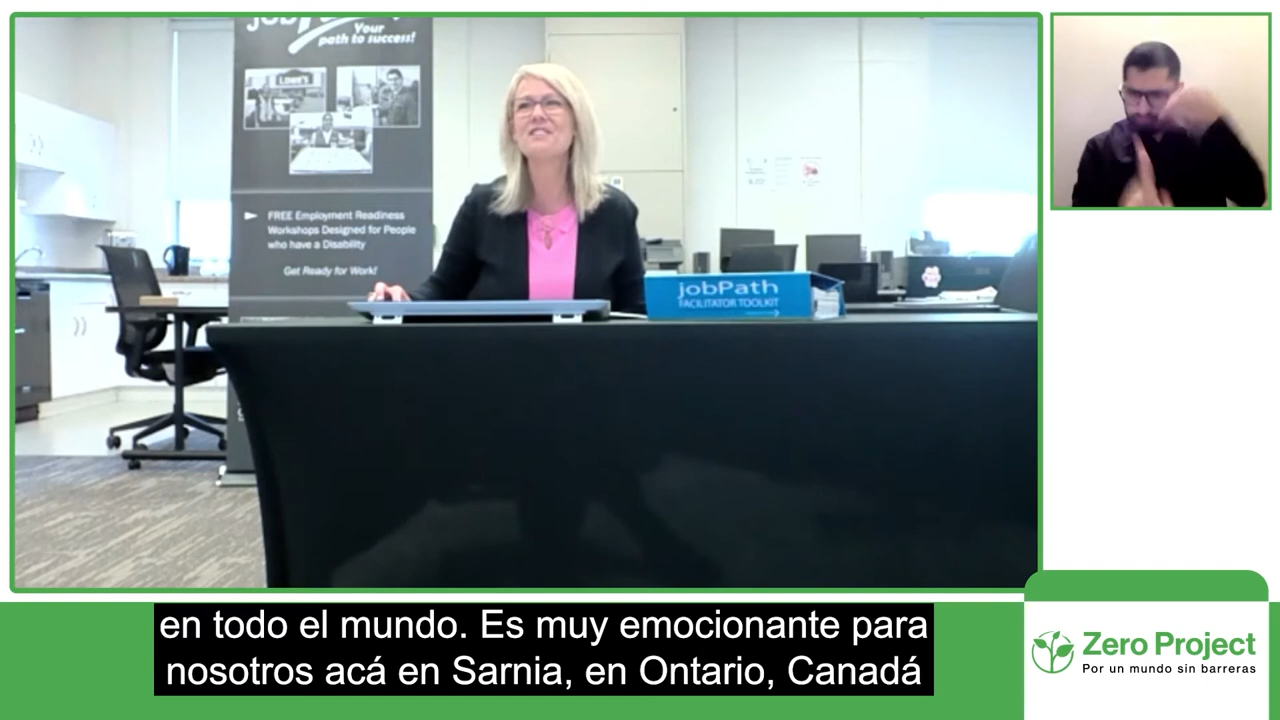 job
Your
path to success!
LOWE'S
FREE Employment Readiness
Workshops Designed for People
who have a Disability
Get Ready for Work!
jobPath
FACILITATOR TOOLKIT
en todo el mundo. Es muy emocionante para
nosotros acá en Sarnia, en Ontario, Canadá
Zero Project
Por un mundo sin barreras